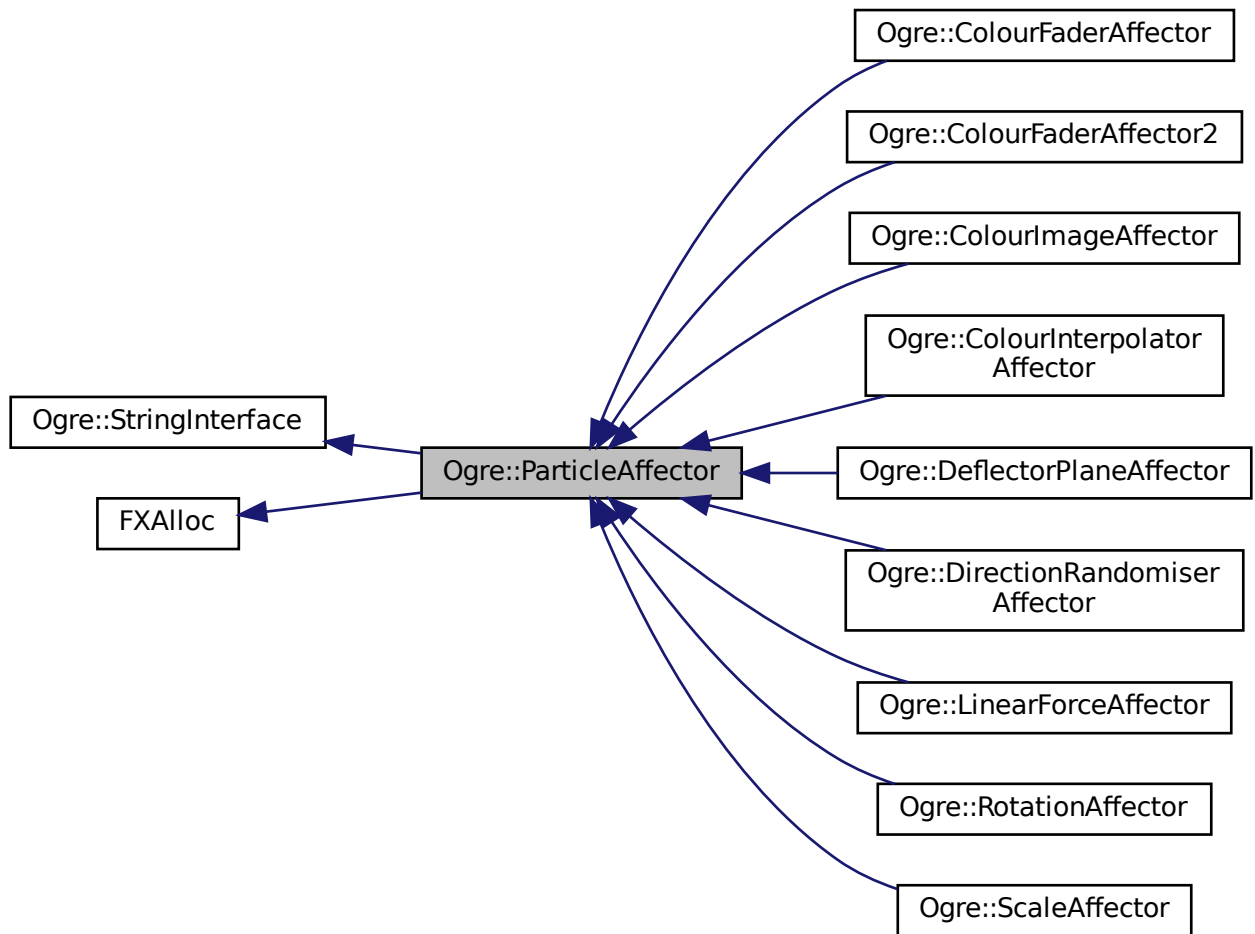 Ogre::ColourFaderAffector
Ogre::ColourFaderAffector2
Ogre::ColourImageAffector
Ogre::ColourInterpolator
Affector
Ogre::StringInterface
Ogre::ParticleAffector
Ogre::DeflectorPlaneAffector
FXAlloc
Ogre::DirectionRandomiser
Affector
Ogre::LinearForceAffector
Ogre::RotationAffector
Ogre::ScaleAffector